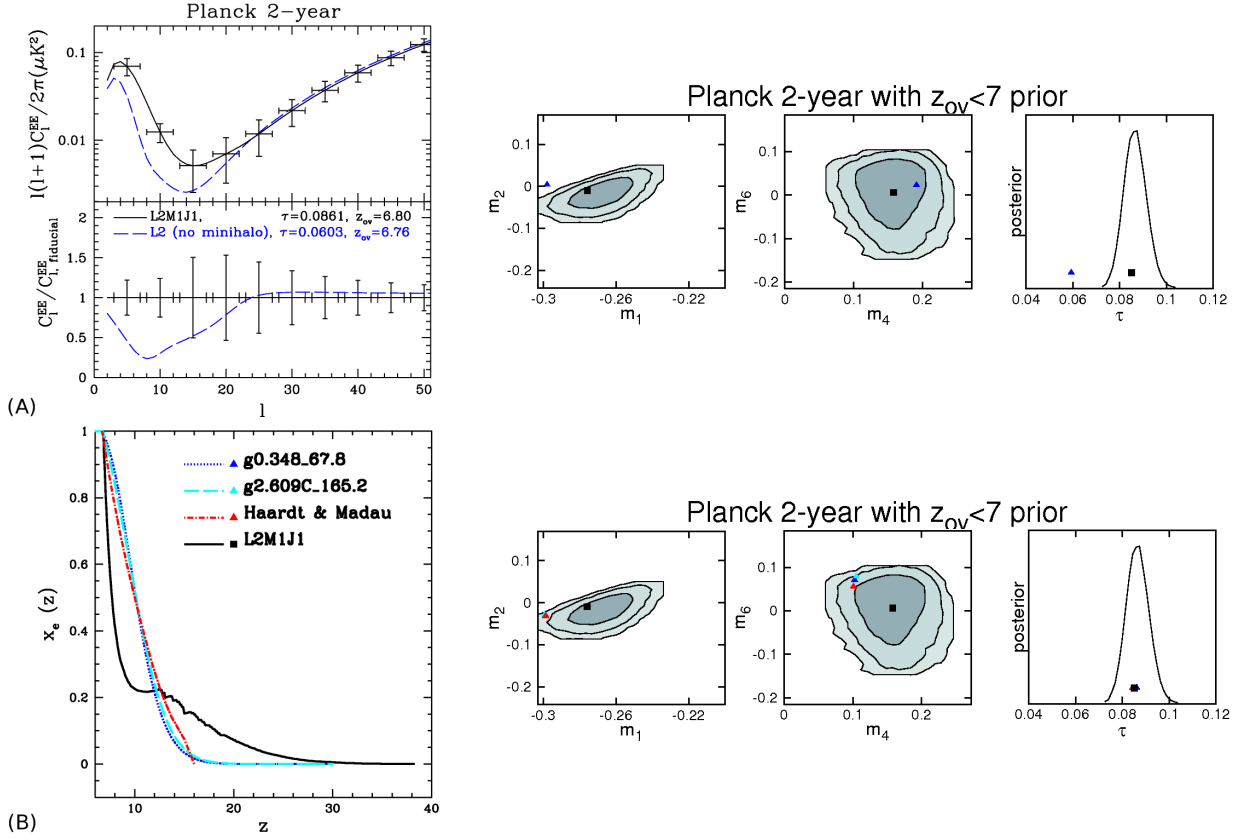 Planck 2-year
l(l+1)C_l^EE/2π(μK²)
0.1
0.01
L2M1J1, τ=0.0861, z_ov=6.80
L2 (no minihalo), τ=0.0603, z_ov=6.76
C_l^EE/C_l, fiducial^EE
2
1.5
1
0.5
0
0 10 20 30 40 50
l
(A)
Planck 2-year with z_ov<7 prior
m_2
0.1
0
-0.1
-0.2
-0.3 -0.26 -0.22
m_1
m_6
0.1
0
-0.1
-0.2
0 0.1 0.2
m_4
posterior
0.04 0.06 0.08 0.1 0.12
τ
x_e (z)
1
0.8
0.6
0.4
0.2
0
g0.348_67.8
g2.609C_165.2
Haardt & Madau
L2M1J1
10 20 30 40
z
(B)
Planck 2-year with z_ov<7 prior
m_2
0.1
0
-0.1
-0.2
-0.3 -0.26 -0.22
m_1
m_6
0.1
0
-0.1
-0.2
0 0.1 0.2
m_4
posterior
0.04 0.06 0.08 0.1 0.12
τ